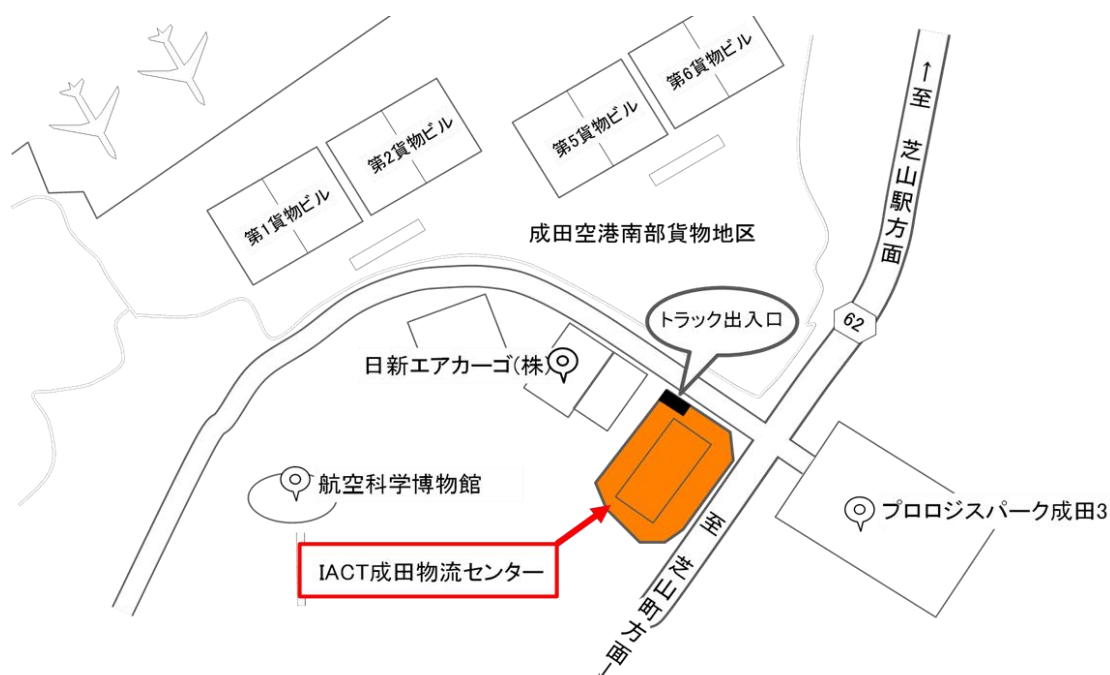 第6貨物ビル
第5貨物ビル
第2貨物ビル
第1貨物ビル
←至 芝山駅方面
成田空港南部貨物地区
トラック出入口
62
日新エアカーゴ(株)
航空科学博物館
プロロジスパーク成田3
IACT成田物流センター
至 芝山町方面→